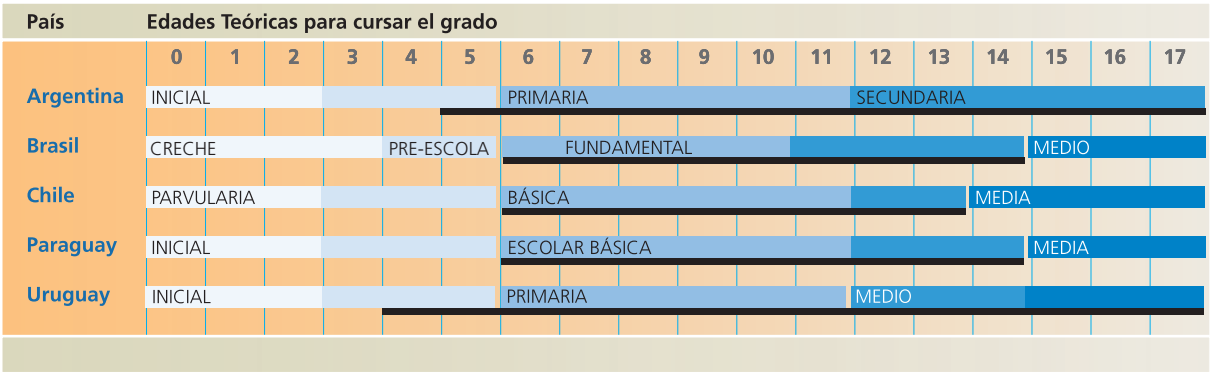 País Edades Teóricas para cursar el grado
0 1 2 3 4 5 6 7 8 9 10 11 12 13 14 15 16 17
Argentina INICIAL PRIMARIA SECUNDARIA
Brasil CRECHE PRE-ESCOLA FUNDAMENTAL MEDIO
Chile PARVULARIA BÁSICA MEDIA
Paraguay INICIAL ESCOLAR BÁSICA MEDIA
Uruguay INICIAL PRIMARIA MEDIO